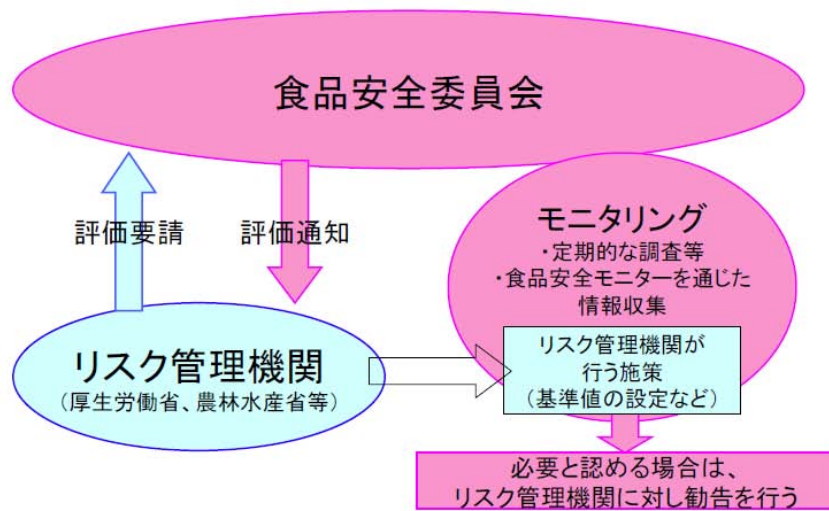 食品安全委員会
評価要請
評価通知
モニタリング
・定期的な調査等
・食品安全モニターを通じた
情報収集
リスク管理機関
（厚生労働省、農林水産省等）
リスク管理機関が
行う施策
（基準値の設定など）
必要と認める場合は、
リスク管理機関に対し勧告を行う